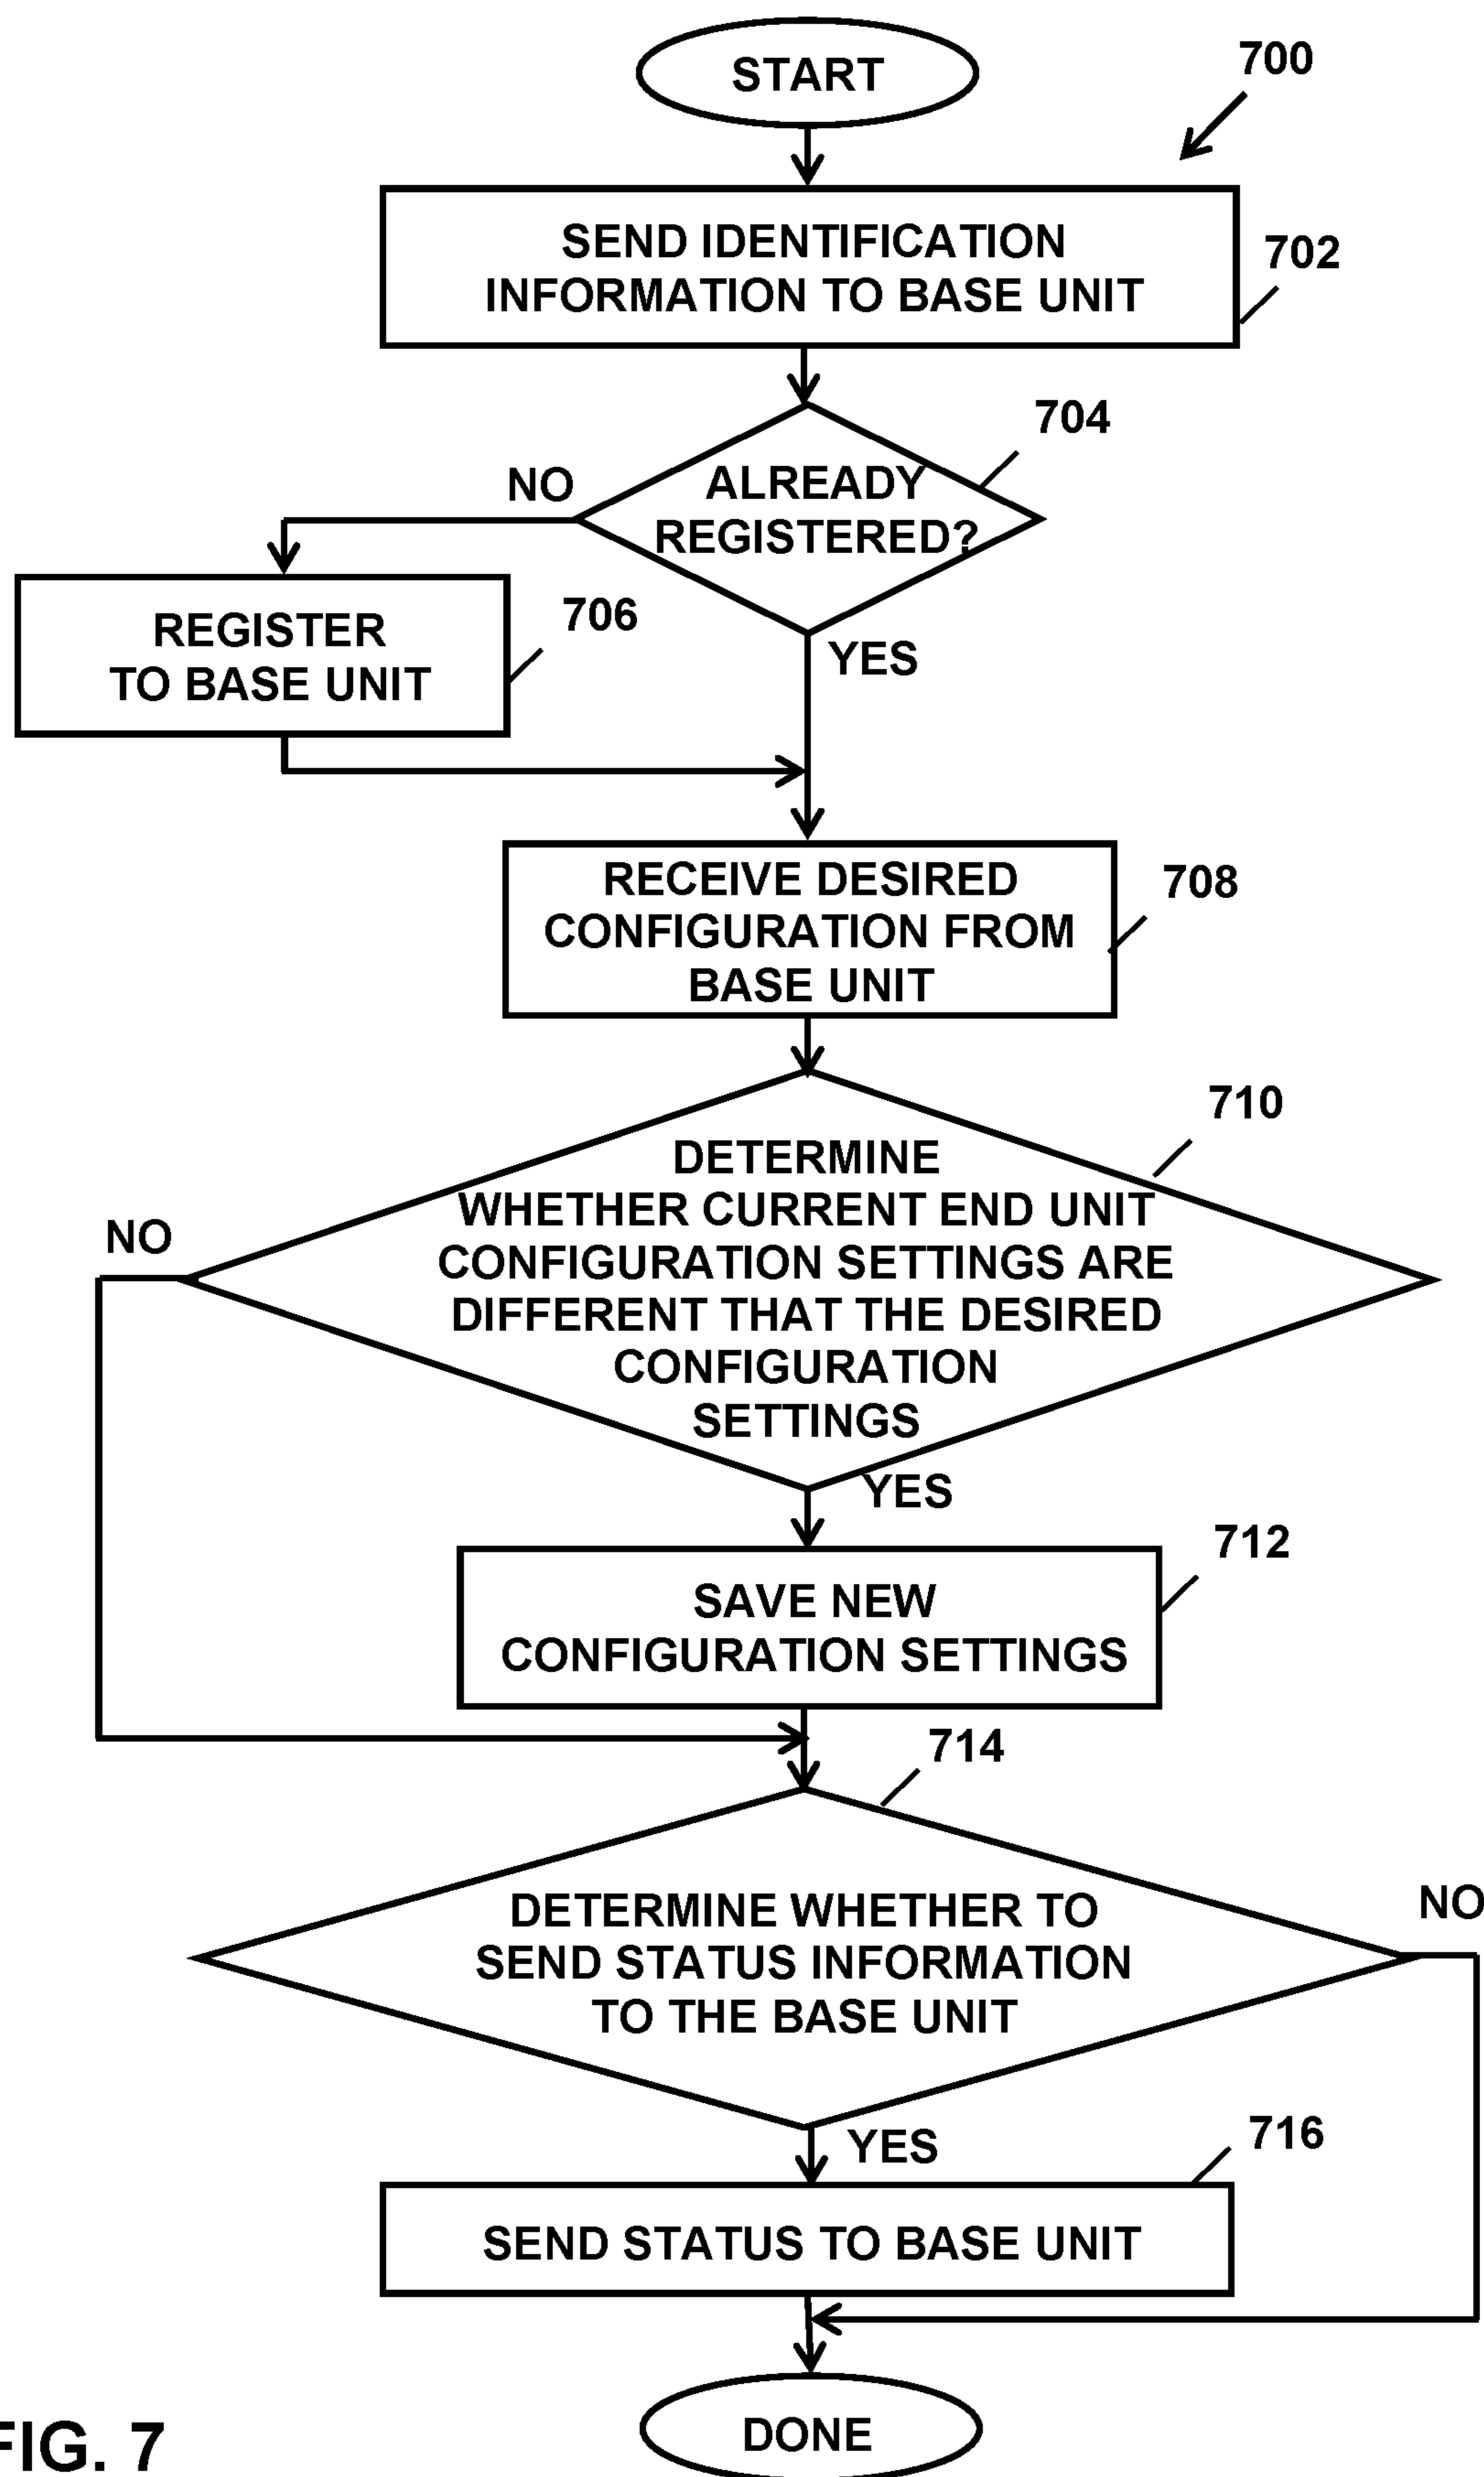 START
700
SEND IDENTIFICATION
INFORMATION TO BASE UNIT
702
704
ALREADY
REGISTERED?
NO
YES
REGISTER
TO BASE UNIT
706
RECEIVE DESIRED
CONFIGURATION FROM
BASE UNIT
708
710
DETERMINE
WHETHER CURRENT END UNIT
CONFIGURATION SETTINGS ARE
DIFFERENT THAT THE DESIRED
CONFIGURATION
SETTINGS
NO
YES
712
SAVE NEW
CONFIGURATION SETTINGS
714
DETERMINE WHETHER TO
SEND STATUS INFORMATION
TO THE BASE UNIT
NO
YES
716
SEND STATUS TO BASE UNIT
DONE
FIG. 7